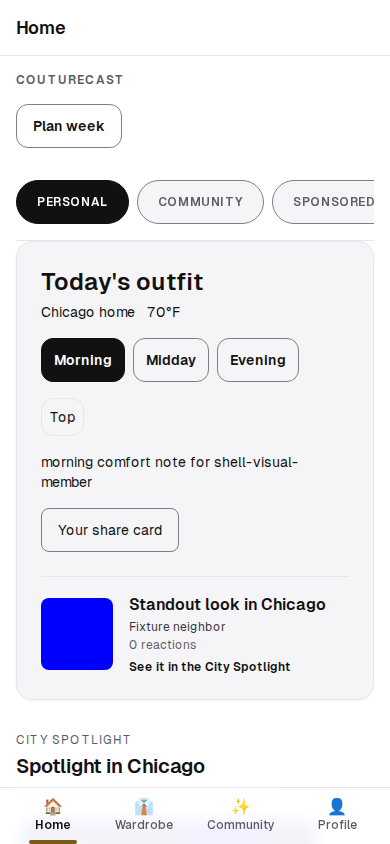 Home
COUTURECAST
Plan week
PERSONAL COMMUNITY SPONSORED
Today's outfit
Chicago home 70°F
Morning Midday Evening
Top
morning comfort note for shell-visual-
member
Your share card
Standout look in Chicago
Fixture neighbor
0 reactions
See it in the City Spotlight
CITY SPOTLIGHT
Spotlight in Chicago
Home Wardrobe Community Profile